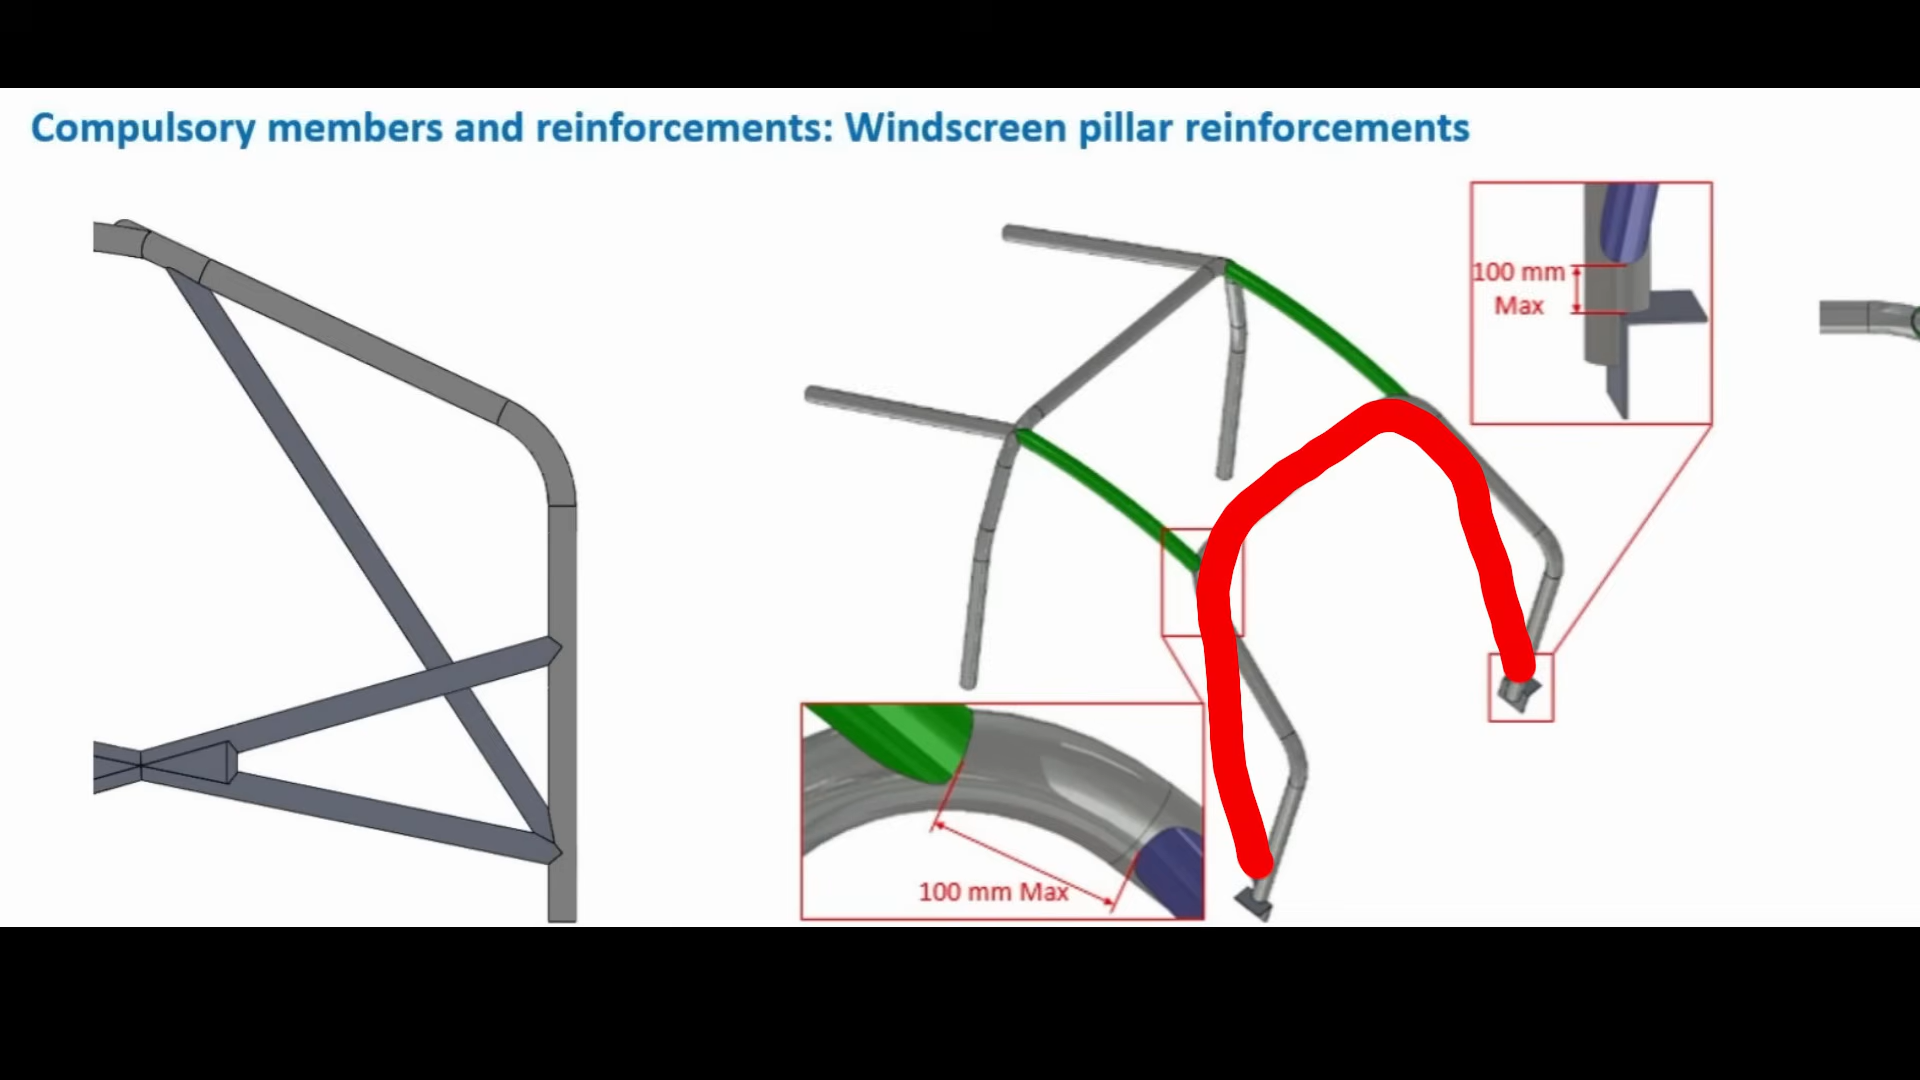 Compulsory members and reinforcements: Windscreen pillar reinforcements
100 mm
Max
100 mm Max